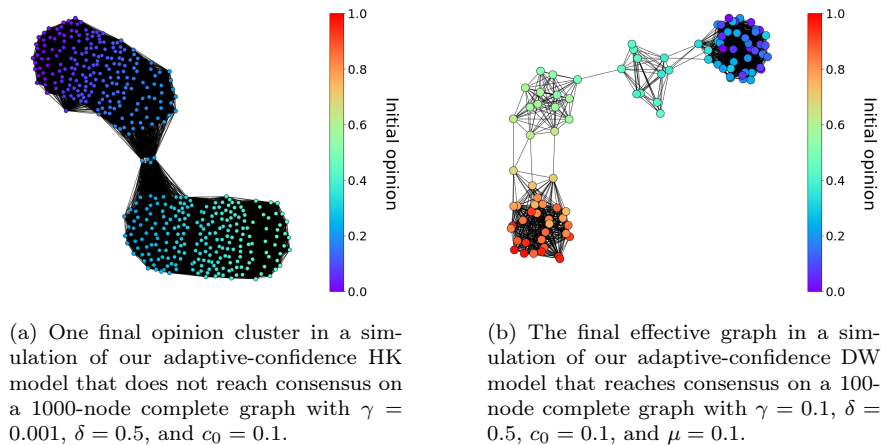 1.0
0.8
0.6
0.4
0.2
0.0
Initial opinion
1.0
0.8
0.6
0.4
0.2
0.0
Initial opinion
(a) One final opinion cluster in a sim-
ulation of our adaptive-confidence HK
model that does not reach consensus on
a 1000-node complete graph with γ =
0.001, δ = 0.5, and c₀ = 0.1.
(b) The final effective graph in a sim-
ulation of our adaptive-confidence DW
model that reaches consensus on a 100-
node complete graph with γ = 0.1, δ =
0.5, c₀ = 0.1, and μ = 0.1.